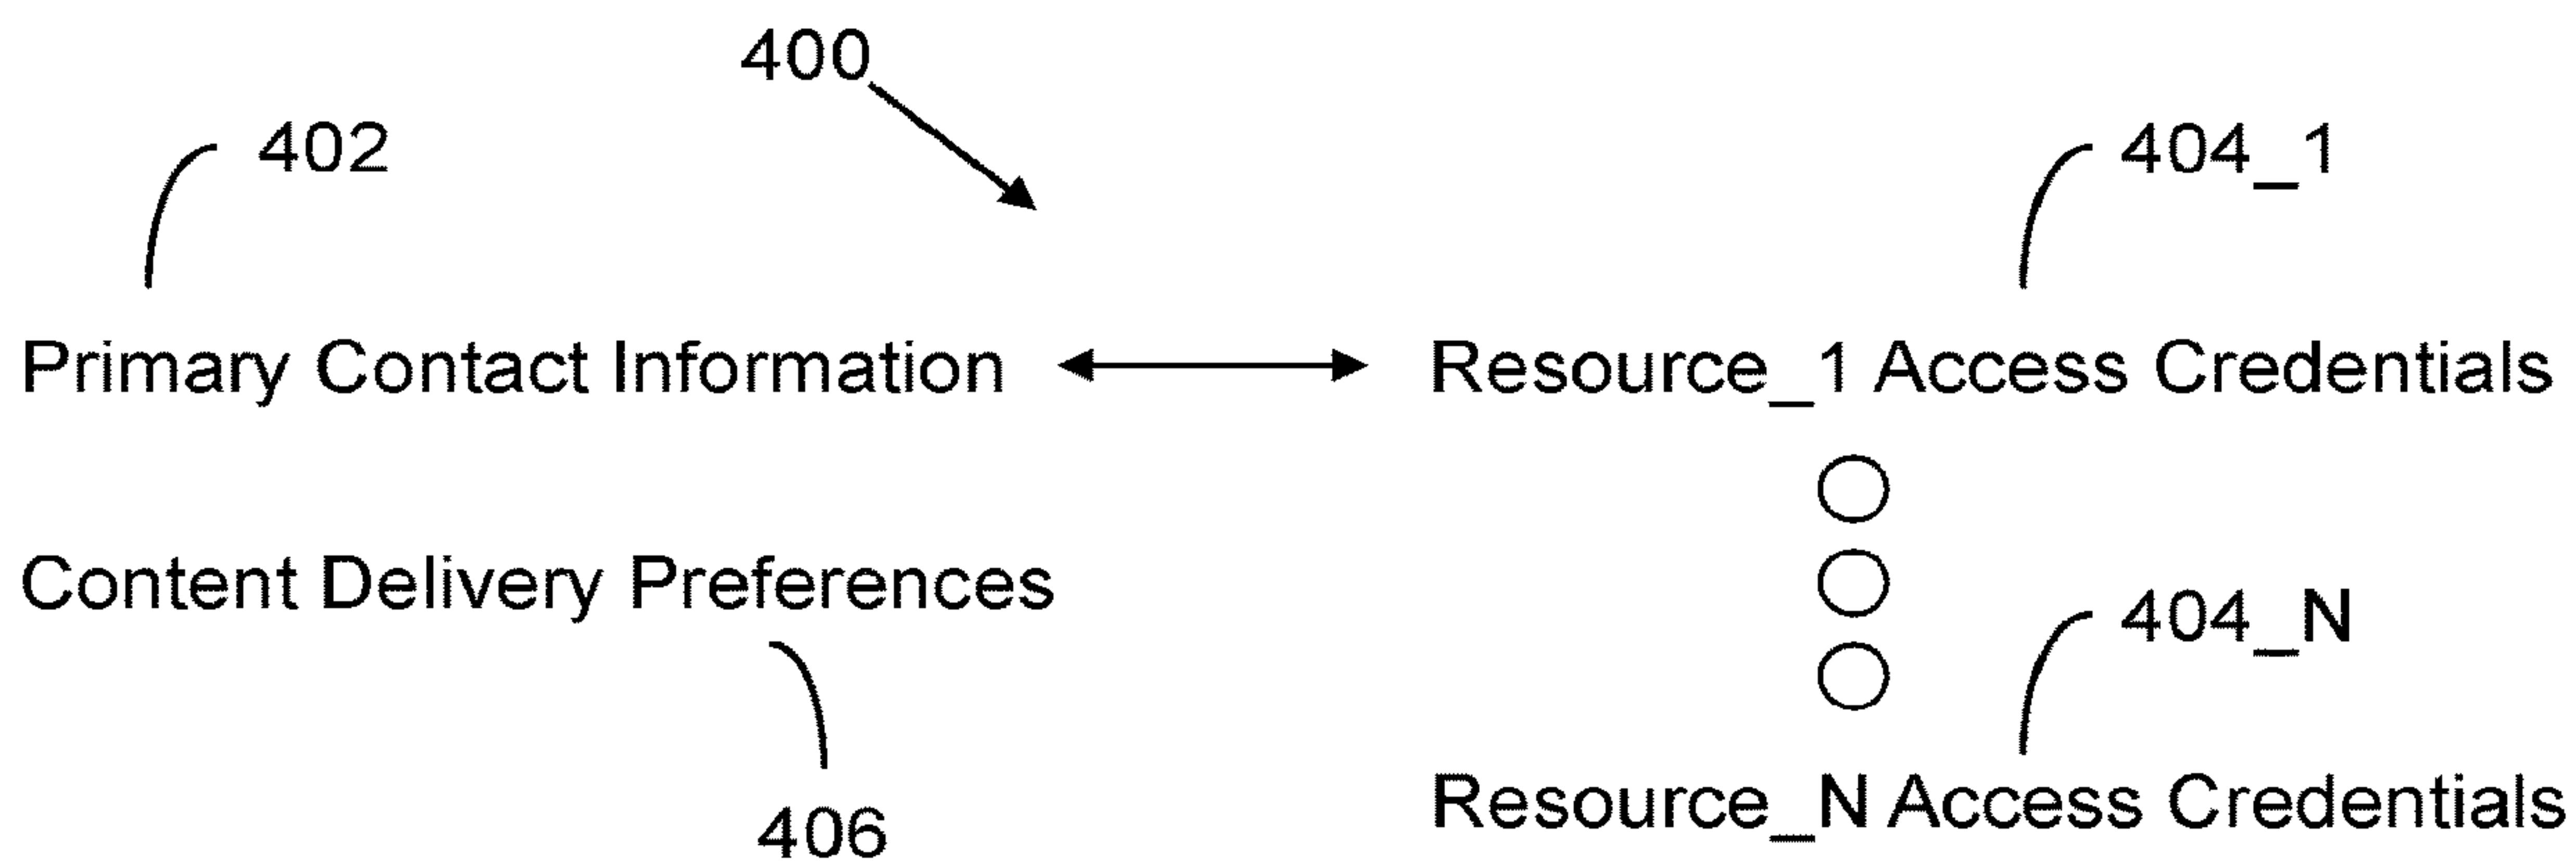 400
402
404_1
Primary Contact Information
Resource_1 Access Credentials
Content Delivery Preferences
404_N
Resource_N Access Credentials
406